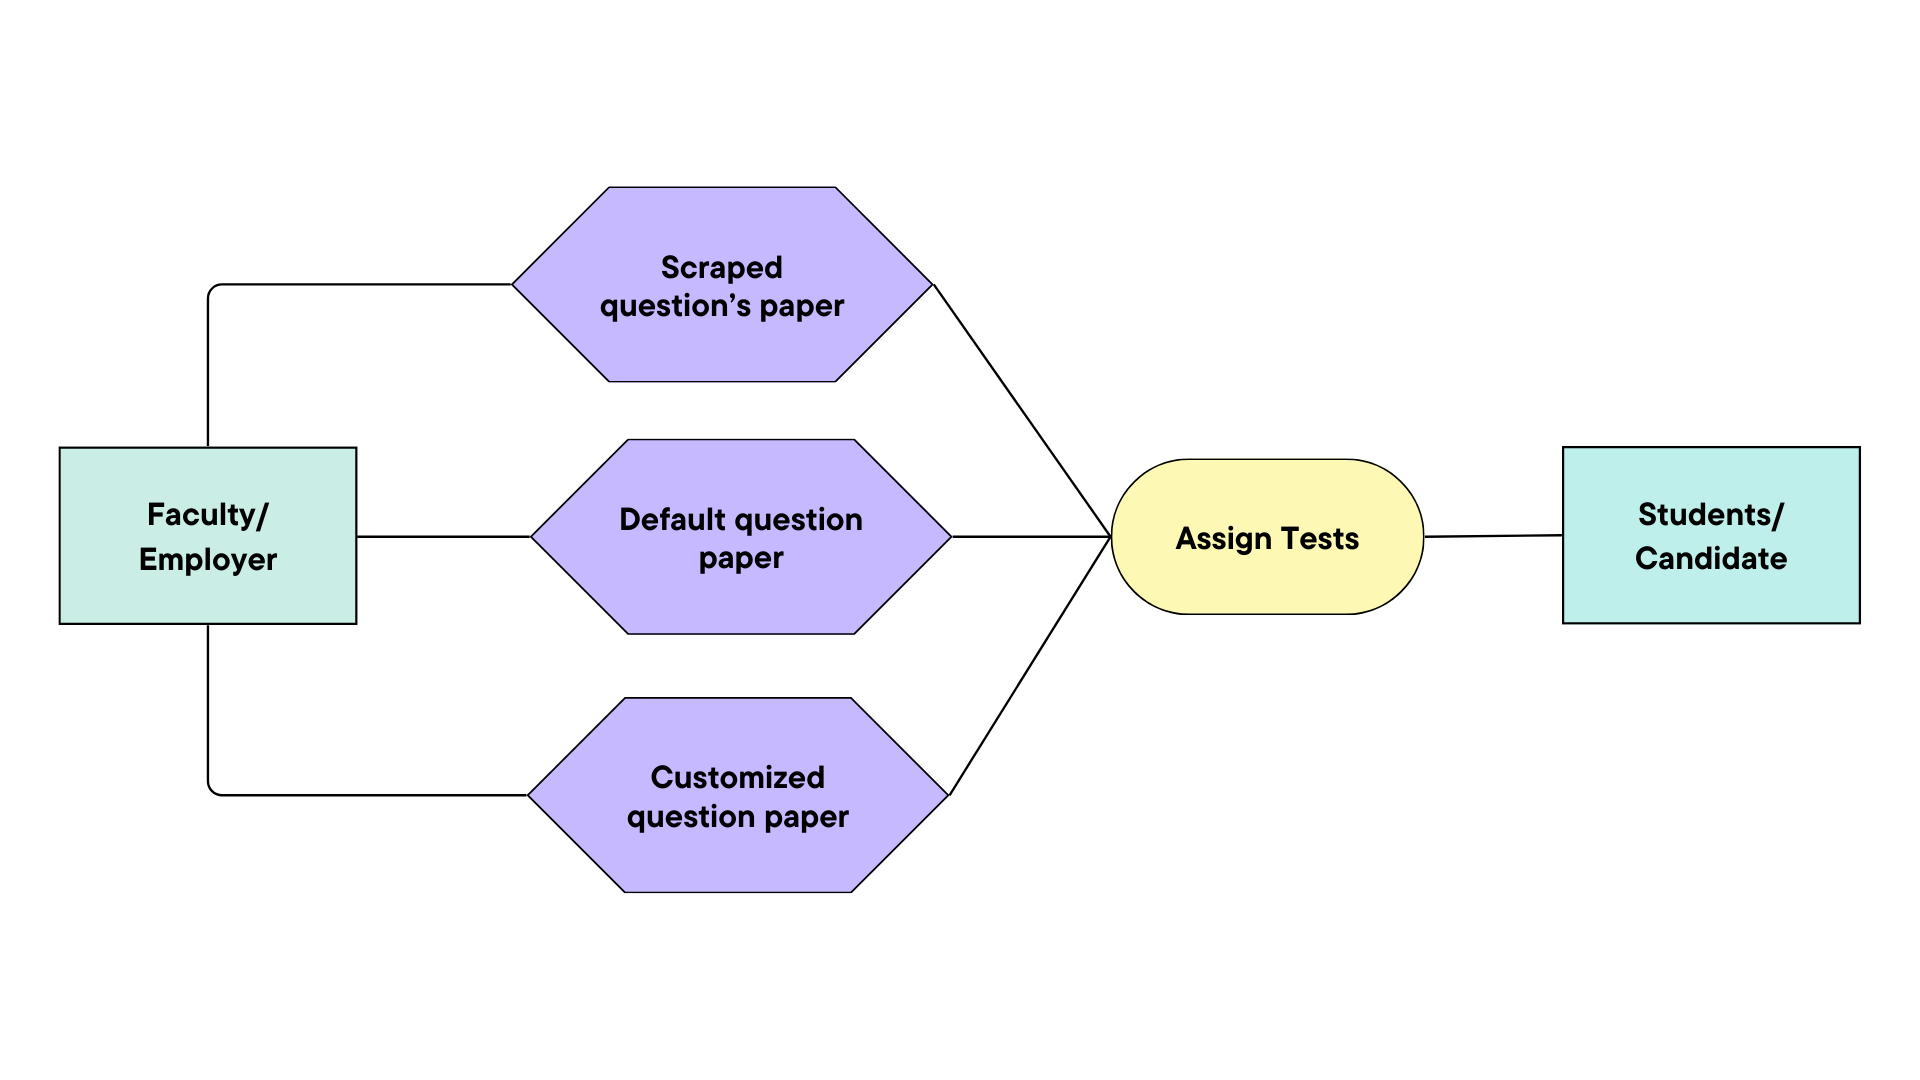 Scraped
question’s paper
Faculty/
Employer
Default question
paper
Assign Tests
Students/
Candidate
Customized
question paper